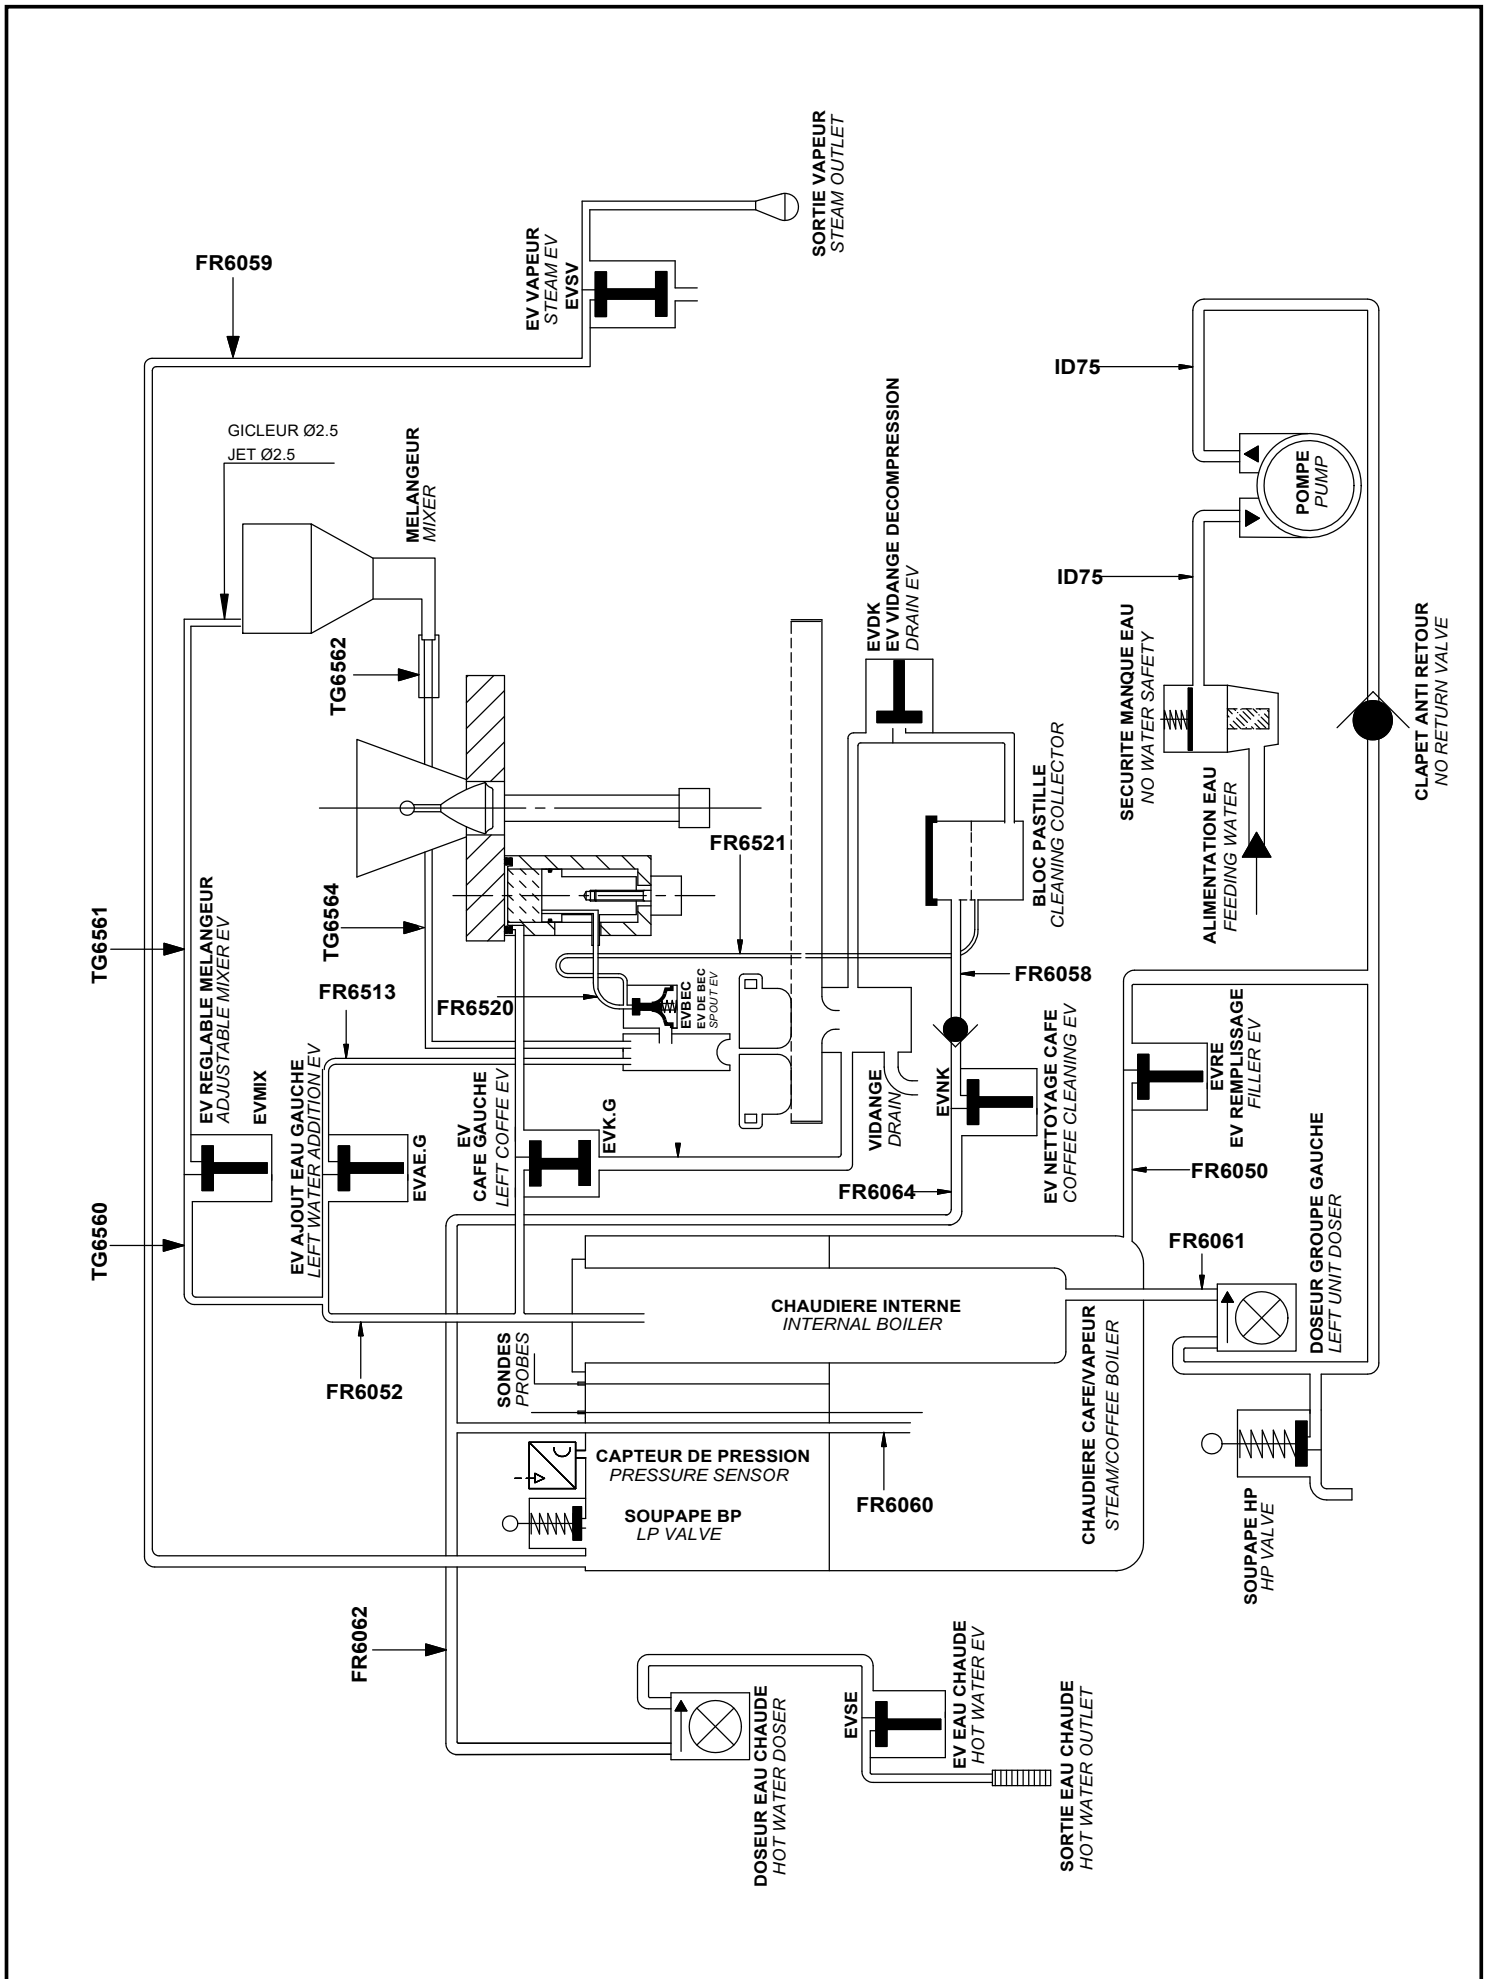 SORTIE VAPEUR
STEAM OUTLET
EV VAPEUR
STEAM EV
EVSV
FR6059
GICLEUR Ø2.5
JET Ø2.5
MELANGEUR
MIXER
TG6562
ID75
POMPE
PUMP
ID75
SECURITE MANQUE EAU
NO WATER SAFETY
ALIMENTATION EAU
FEEDING WATER
CLAPET ANTI RETOUR
NO RETURN VALVE
EVDK
EV VIDANGE DECOMPRESSION
DRAIN EV
BLOC PASTILLE
CLEANING COLLECTOR
FR6521
TG6561
TG6564
FR6513
FR6520
EVBEC
EV DE BEC
SPOUT EV
FR6058
EV REGLABLE MELANGEUR
ADJUSTABLE MIXER EV
EVMIX
EV AJOUT EAU GAUCHE
LEFT WATER ADDITION EV
EVAE.G
EV
CAFE GAUCHE
LEFT COFFE EV
EVK.G
VIDANGE
DRAIN
EVNK
EV NETTOYAGE CAFE
COFFEE CLEANING EV
FR6064
EVRE
EV REMPLISSAGE
FILLER EV
FR6050
TG6560
FR6061
DOSEUR GROUPE GAUCHE
LEFT UNIT DOSER
CHAUDIERE INTERNE
INTERNAL BOILER
CHAUDIERE CAFE/VAPEUR
STEAM/COFFEE BOILER
FR6052
SONDES
PROBES
CAPTEUR DE PRESSION
PRESSURE SENSOR
FR6060
SOUPAPE BP
LP VALVE
SOUPAPE HP
HP VALVE
FR6062
DOSEUR EAU CHAUDE
HOT WATER DOSER
EVSE
EV EAU CHAUDE
HOT WATER EV
SORTIE EAU CHAUDE
HOT WATER OUTLET